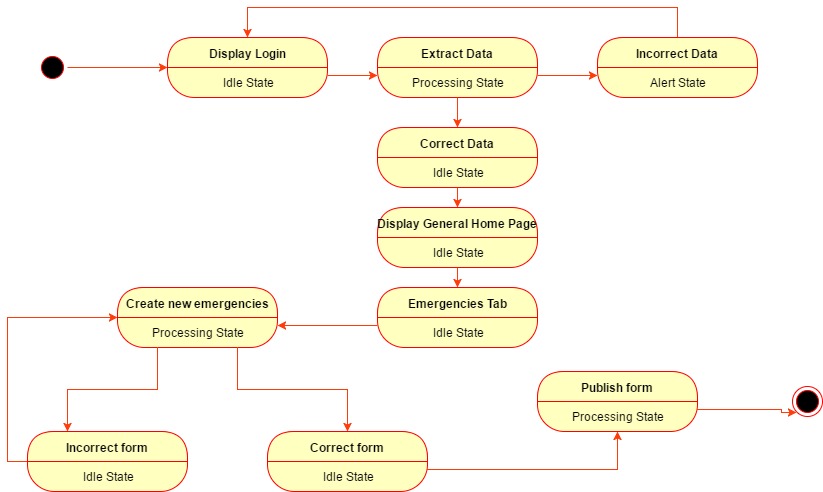 Display Login
Idle State
Extract Data
Processing State
Incorrect Data
Alert State
Correct Data
Idle State
Display General Home Page
Idle State
Create new emergencies
Processing State
Emergencies Tab
Idle State
Publish form
Processing State
Incorrect form
Idle State
Correct form
Idle State